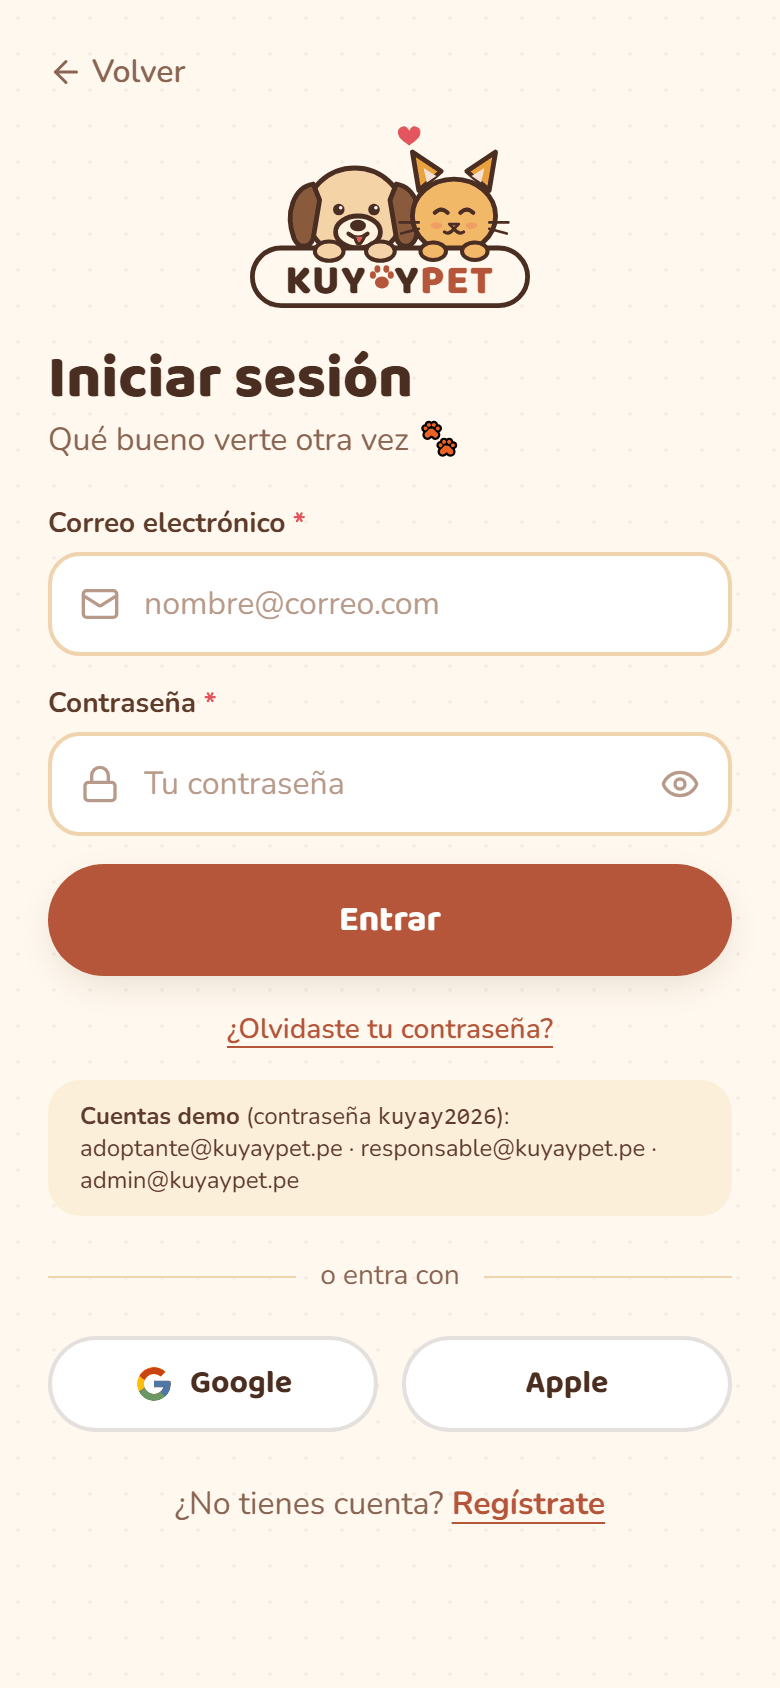 Volver
KUY YPET
Iniciar sesión
Qué bueno verte otra vez
Correo electrónico *
nombre@correo.com
Contraseña *
Tu contraseña
Entrar
¿Olvidaste tu contraseña?
Cuentas demo (contraseña kuyay2026):
adoptante@kuyaypet.pe · responsable@kuyaypet.pe ·
admin@kuyaypet.pe
o entra con
Google
Apple
¿No tienes cuenta? Regístrate